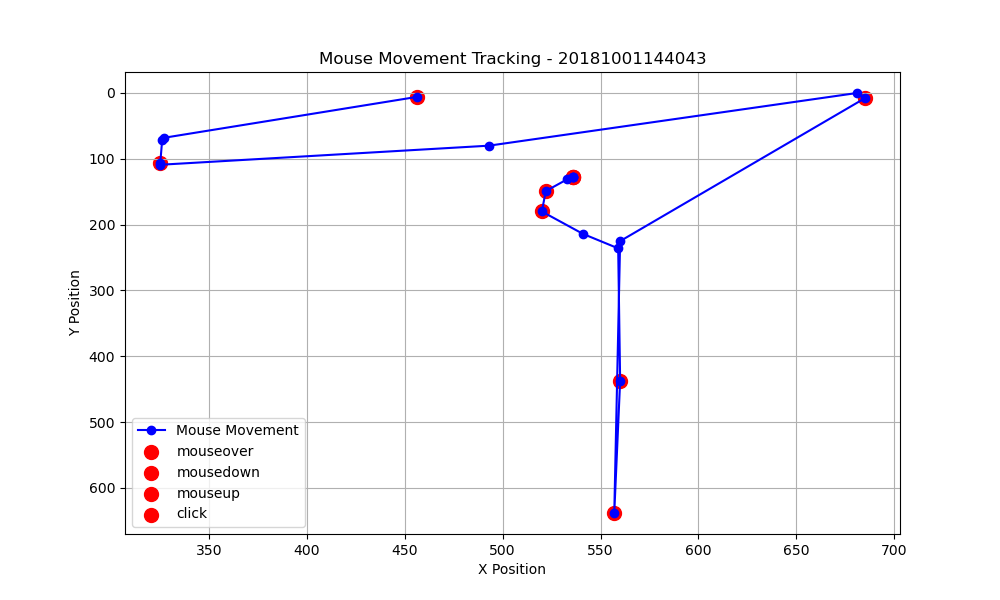 Mouse Movement Tracking - 20181001144043
Y Position
0
100
200
300
400
500
600
Mouse Movement
mouseover
mousedown
mouseup
click
350
400
450
500
550
600
650
700
X Position